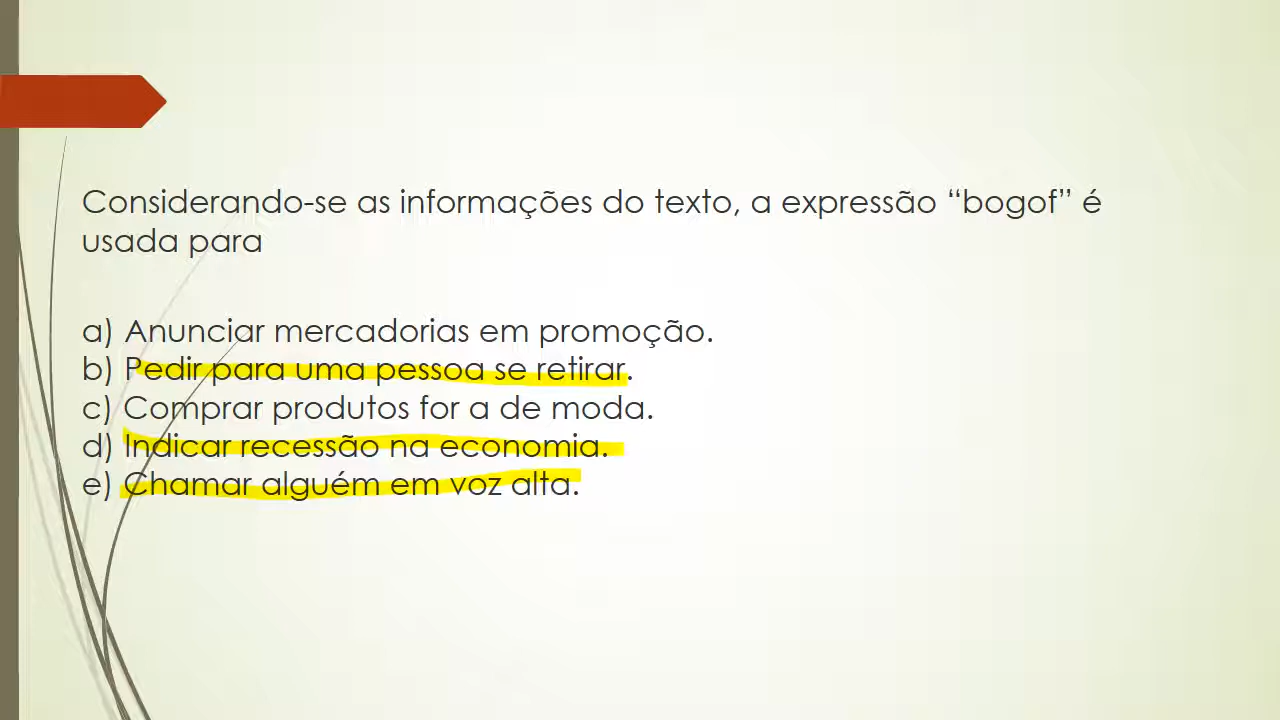 Considerando-se as informações do texto, a expressão “bogof” é
usada para
a) Anunciar mercadorias em promoção.
b) Pedir para uma pessoa se retirar.
c) Comprar produtos for a de moda.
d) Indicar recessão na economia.
e) Chamar alguém em voz alta.